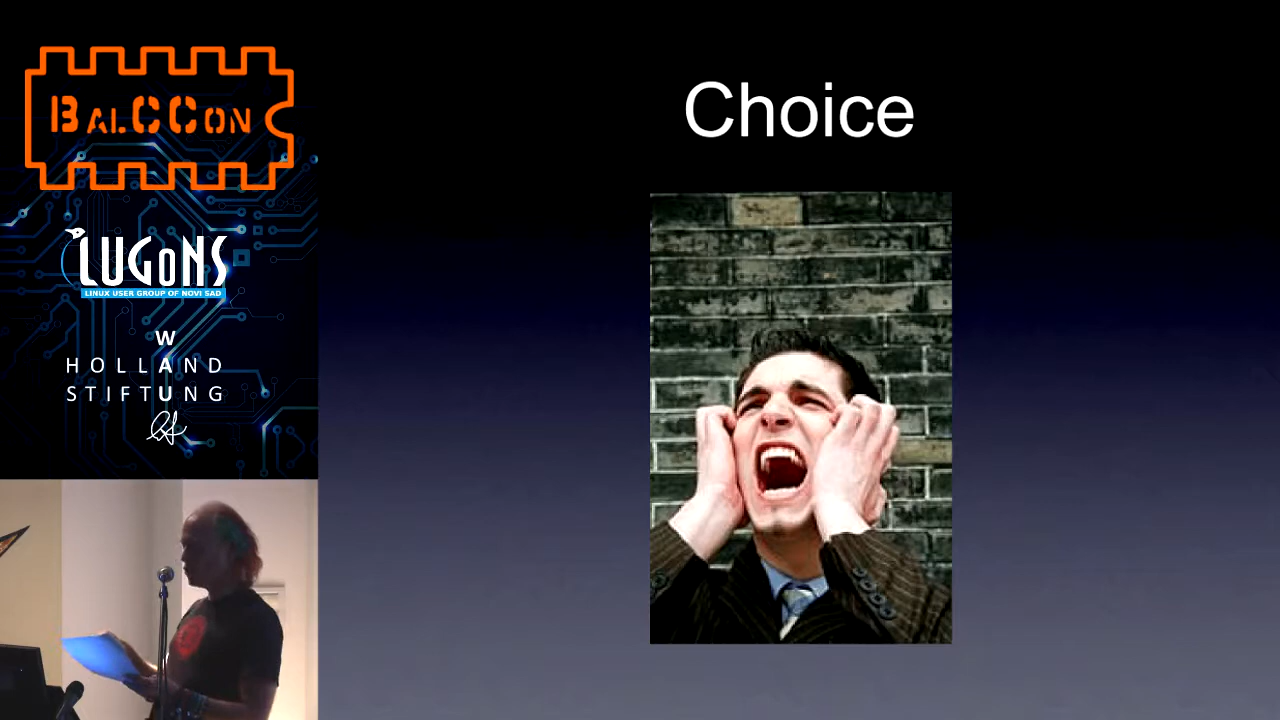 BALCCON
LUGoNS
LINUX USER GROUP OF NOVI SAD
W
HOLLAND
STIFTUNG
Choice